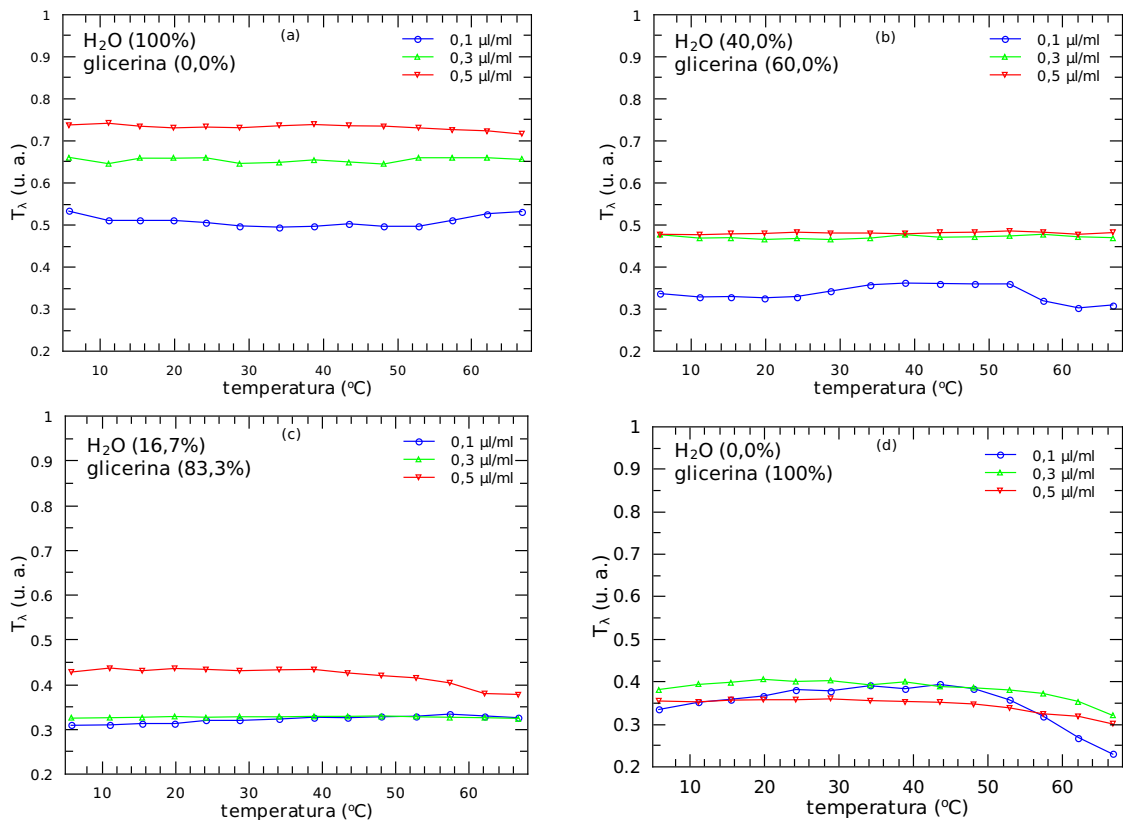 H₂O (100%)
glicerina (0,0%)
(a)
0,1 µl/ml
0,3 µl/ml
0,5 µl/ml
1
0.9
0.8
0.7
0.6
0.5
0.4
0.3
0.2
T_λ (u. a.)
10 20 30 40 50 60
temperatura (ºC)
H₂O (40,0%)
glicerina (60,0%)
(b)
0,1 µl/ml
0,3 µl/ml
0,5 µl/ml
1
0.9
0.8
0.7
0.6
0.5
0.4
0.3
0.2
T_λ (u. a.)
10 20 30 40 50 60
temperatura (ºC)
H₂O (16,7%)
glicerina (83,3%)
(c)
0,1 µl/ml
0,3 µl/ml
0,5 µl/ml
1
0.9
0.8
0.7
0.6
0.5
0.4
0.3
0.2
T_λ (u. a.)
10 20 30 40 50 60
temperatura (ºC)
H₂O (0,0%)
glicerina (100%)
(d)
0,1 µl/ml
0,3 µl/ml
0,5 µl/ml
1
0.9
0.8
0.7
0.6
0.5
0.4
0.3
0.2
T_λ (u. a.)
10 20 30 40 50 60
temperatura (ºC)